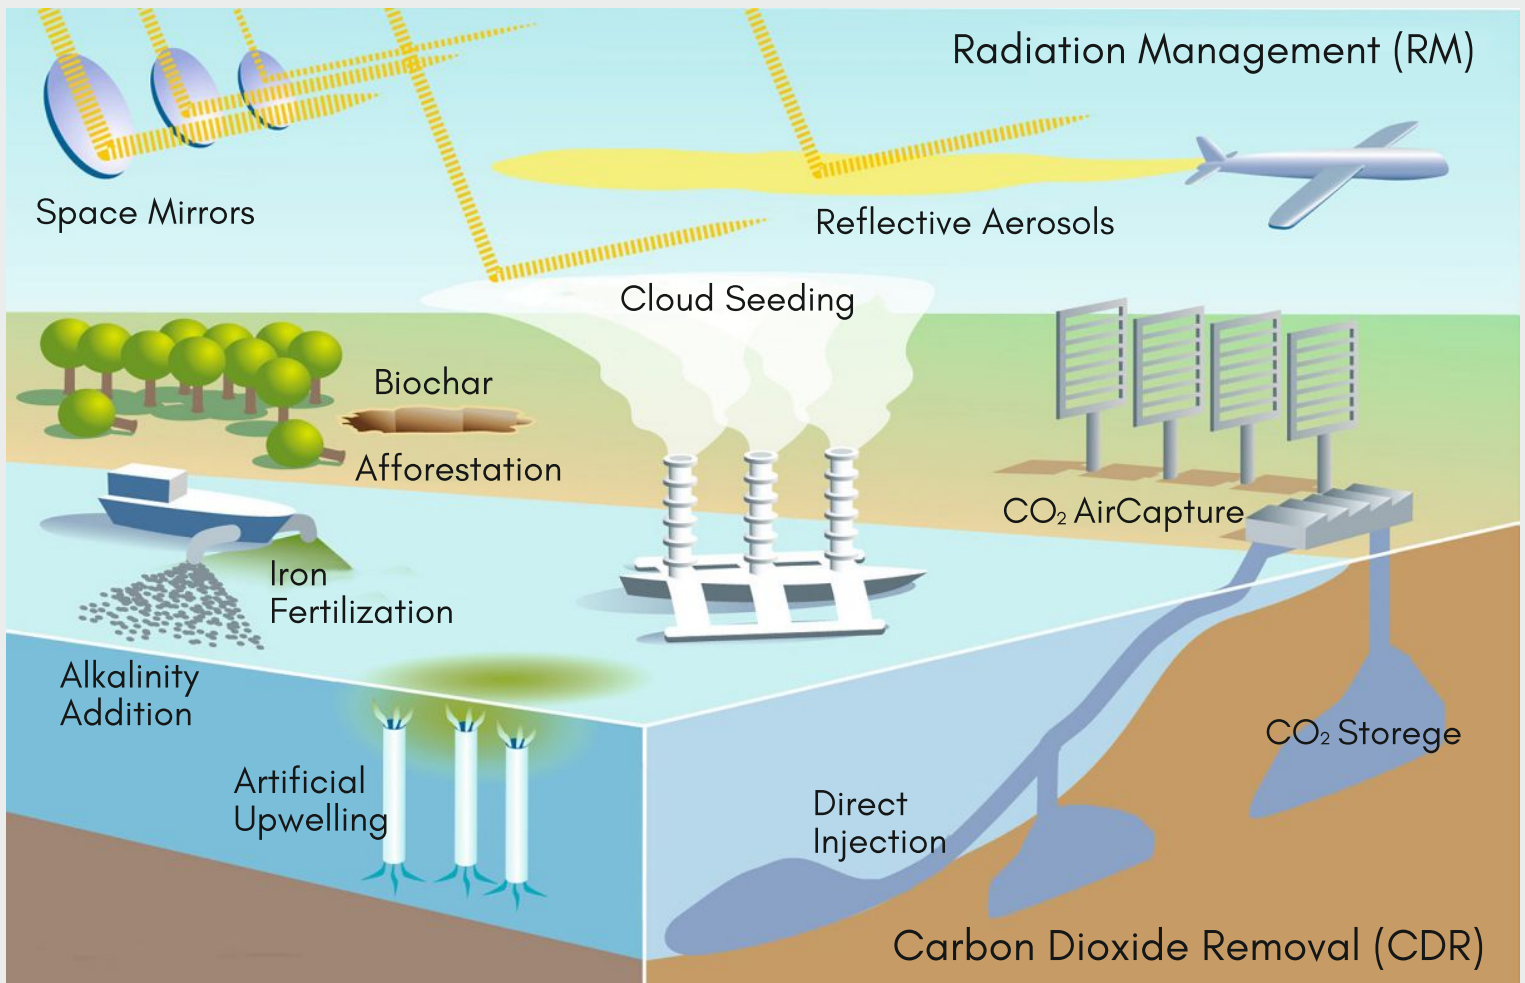 Radiation Management (RM)
Space Mirrors
Reflective Aerosols
Cloud Seeding
Biochar
Afforestation
CO₂ AirCapture
Iron
Fertilization
Alkalinity
Addition
CO₂ Storege
Artificial
Upwelling
Direct
Injection
Carbon Dioxide Removal (CDR)